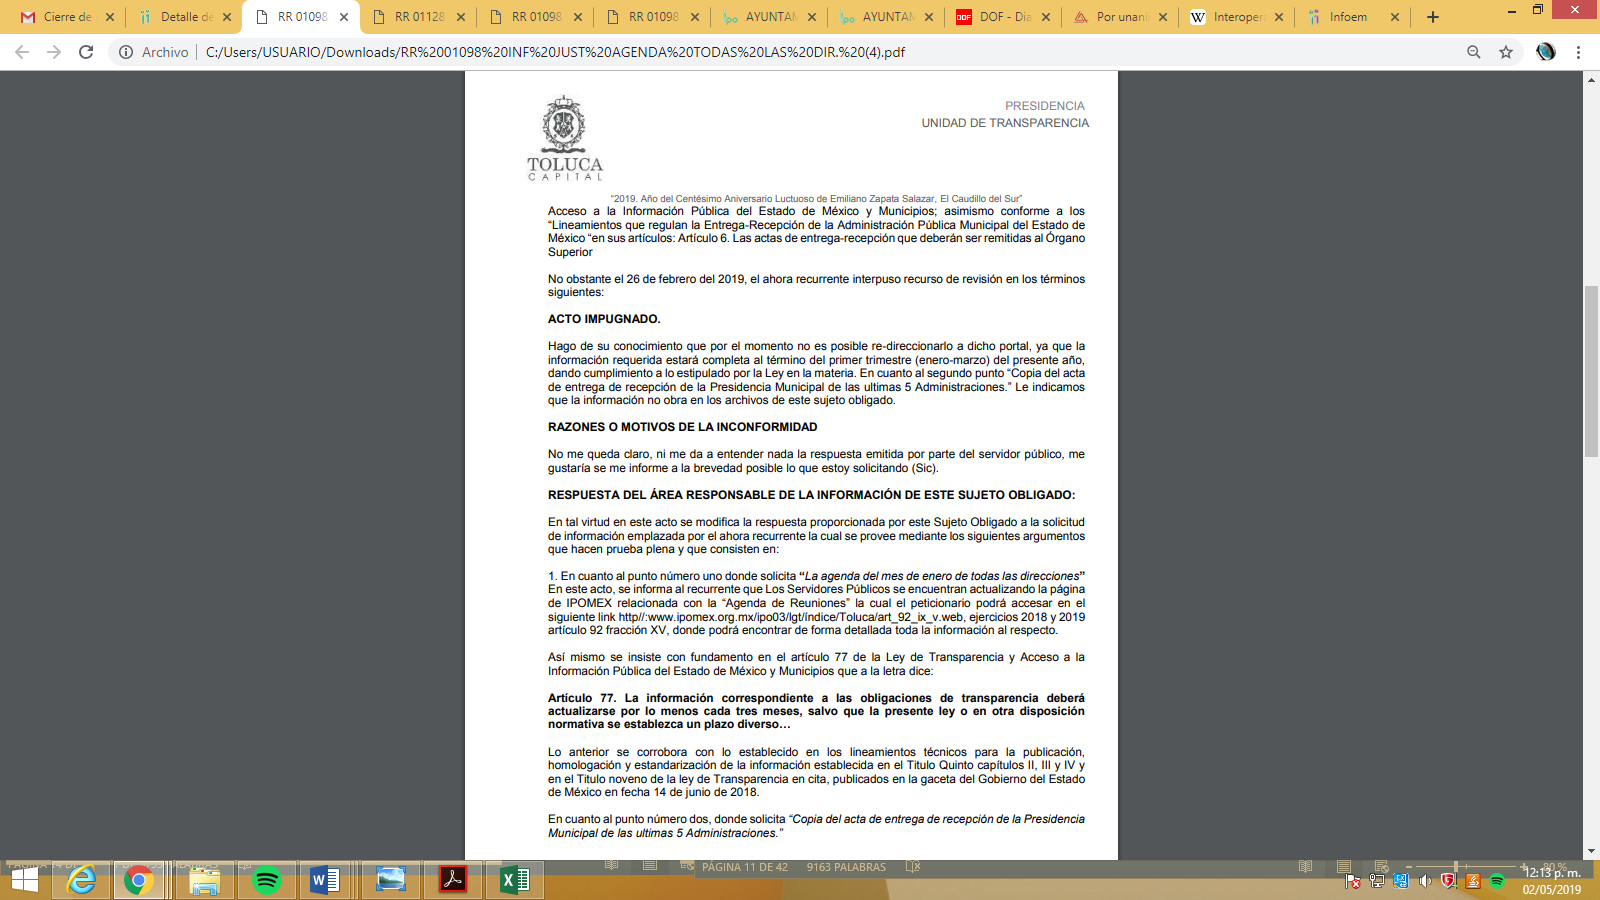 Cierre de
Detalle de
RR 01098
RR 01128
RR 01098
RR 01098
AYUNTAM
AYUNTAM
DOF - Dia
Por unani
Interopera
Infoem
Archivo
C:/Users/USUARIO/Downloads/RR%2001098%20INF%20JUST%20AGENDA%20TODAS%20LAS%20DIR.%20(4).pdf
TOLUCA
CAPITAL
PRESIDENCIA
UNIDAD DE TRANSPARENCIA
"2019. Año del Centésimo Aniversario Luctuoso de Emiliano Zapata Salazar, El Caudillo del Sur"
Acceso a la Información Pública del Estado de México y Municipios; asimismo conforme a los
"Lineamientos que regulan la Entrega-Recepción de la Administración Pública Municipal del Estado de
México "en sus artículos: Artículo 6. Las actas de entrega-recepción que deberán ser remitidas al Órgano
Superior
No obstante el 26 de febrero del 2019, el ahora recurrente interpuso recurso de revisión en los términos
siguientes:
ACTO IMPUGNADO.
Hago de su conocimiento que por el momento no es posible re-direccionarlo a dicho portal, ya que la
información requerida estará completa al término del primer trimestre (enero-marzo) del presente año,
dando cumplimiento a lo estipulado por la Ley en la materia. En cuanto al segundo punto "Copia del acta
de entrega de recepción de la Presidencia Municipal de las ultimas 5 Administraciones." Le indicamos
que la información no obra en los archivos de este sujeto obligado.
RAZONES O MOTIVOS DE LA INCONFORMIDAD
No me queda claro, ni me da a entender nada la respuesta emitida por parte del servidor público, me
gustaría se me informe a la brevedad posible lo que estoy solicitando (Sic).
RESPUESTA DEL ÁREA RESPONSABLE DE LA INFORMACIÓN DE ESTE SUJETO OBLIGADO:
En tal virtud en este acto se modifica la respuesta proporcionada por este Sujeto Obligado a la solicitud
de información emplazada por el ahora recurrente la cual se provee mediante los siguientes argumentos
que hacen prueba plena y que consisten en:
1. En cuanto al punto número uno donde solicita "La agenda del mes de enero de todas las direcciones"
En este acto, se informa al recurrente que Los Servidores Públicos se encuentran actualizando la página
de IPOMEX relacionada con la "Agenda de Reuniones" la cual el peticionario podrá accesar en el
siguiente link http//:www.ipomex.org.mx/ipo03/lgt/índice/Toluca/art_92_ix_v.web, ejercicios 2018 y 2019
artículo 92 fracción XV, donde podrá encontrar de forma detallada toda la información al respecto.
Así mismo se insiste con fundamento en el artículo 77 de la Ley de Transparencia y Acceso a la
Información Pública del Estado de México y Municipios que a la letra dice:
Artículo 77. La información correspondiente a las obligaciones de transparencia deberá
actualizarse por lo menos cada tres meses, salvo que la presente ley o en otra disposición
normativa se establezca un plazo diverso...
Lo anterior se corrobora con lo establecido en los lineamientos técnicos para la publicación,
homologación y estandarización de la información establecida en el Titulo Quinto capítulos II, III y IV y
en el Titulo noveno de la ley de Transparencia en cita, publicados en la gaceta del Gobierno del Estado
de México en fecha 14 de junio de 2018.
En cuanto al punto número dos, donde solicita "Copia del acta de entrega de recepción de la Presidencia
Municipal de las ultimas 5 Administraciones."
PÁGINA 11 DE 42
9163 PALABRAS
80 %
12:13 p. m.
02/05/2019